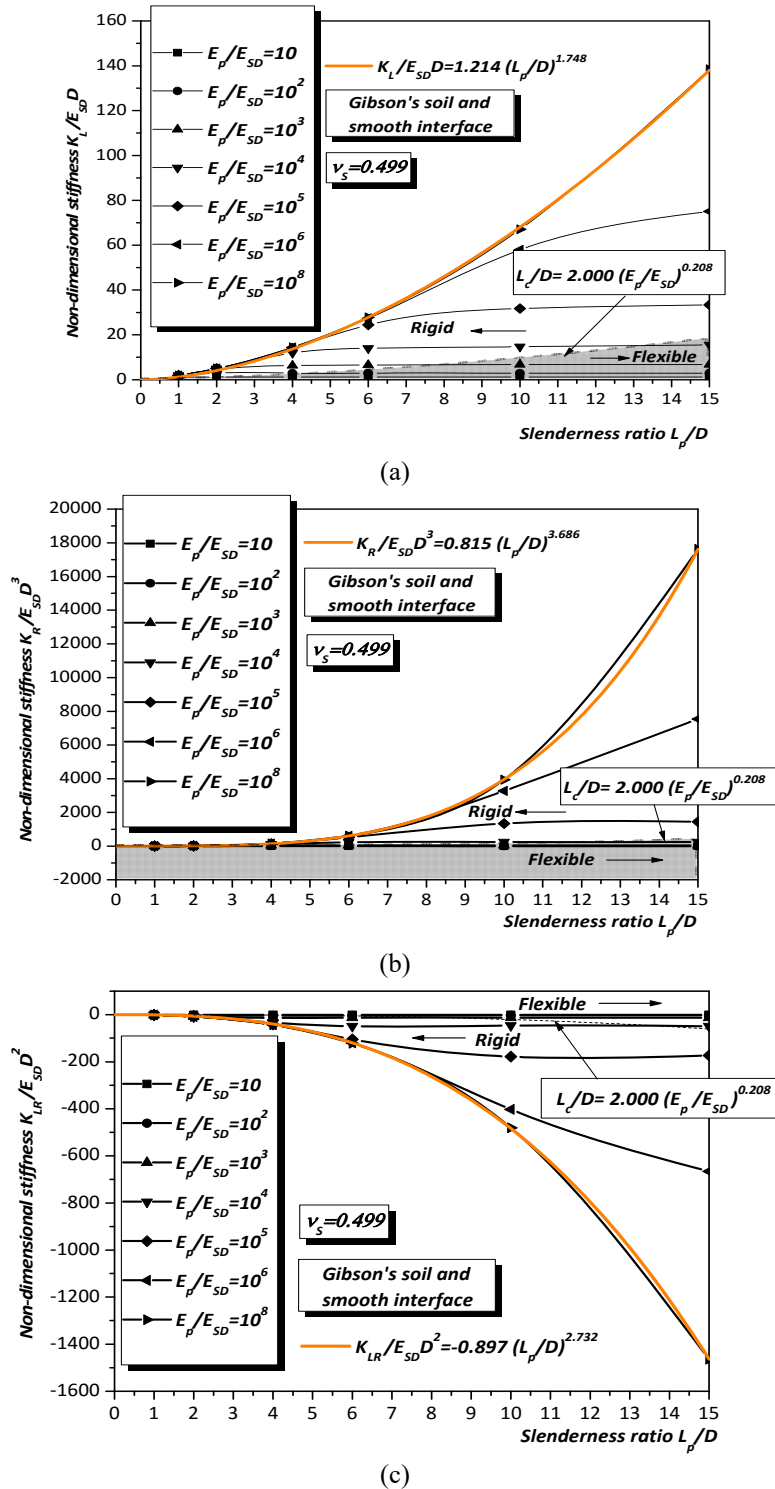 160
140
120
100
80
60
40
20
0
Non-dimensional stiffness K_L/E_SD D
E_p/E_SD=10
E_p/E_SD=10^2
E_p/E_SD=10^3
E_p/E_SD=10^4
E_p/E_SD=10^5
E_p/E_SD=10^6
E_p/E_SD=10^8
K_L/E_SD D=1.214 (L_p/D)^1.748
Gibson's soil and
smooth interface
ν_s=0.499
L_c/D= 2.000 (E_p/E_SD)^0.208
Rigid
Flexible
0 1 2 3 4 5 6 7 8 9 10 11 12 13 14 15
Slenderness ratio L_p/D
(a)
20000
18000
16000
14000
12000
10000
8000
6000
4000
2000
0
-2000
Non-dimensional stiffness K_R/E_SD D^3
E_p/E_SD=10
E_p/E_SD=10^2
E_p/E_SD=10^3
E_p/E_SD=10^4
E_p/E_SD=10^5
E_p/E_SD=10^6
E_p/E_SD=10^8
K_R/E_SD D^3=0.815 (L_p/D)^3.686
Gibson's soil and
smooth interface
ν_s=0.499
L_c/D= 2.000 (E_p/E_SD)^0.208
Rigid
Flexible
0 1 2 3 4 5 6 7 8 9 10 11 12 13 14 15
Slenderness ratio L_p/D
(b)
0
-200
-400
-600
-800
-1000
-1200
-1400
-1600
Non-dimensional stiffness K_LR/E_SD D^2
Flexible
Rigid
L_c/D= 2.000 (E_p/E_SD)^0.208
E_p/E_SD=10
E_p/E_SD=10^2
E_p/E_SD=10^3
E_p/E_SD=10^4
E_p/E_SD=10^5
E_p/E_SD=10^6
E_p/E_SD=10^8
ν_s=0.499
Gibson's soil and
smooth interface
K_LR/E_SD D^2=-0.897 (L_p/D)^2.732
0 1 2 3 4 5 6 7 8 9 10 11 12 13 14 15
Slenderness ratio L_p/D
(c)